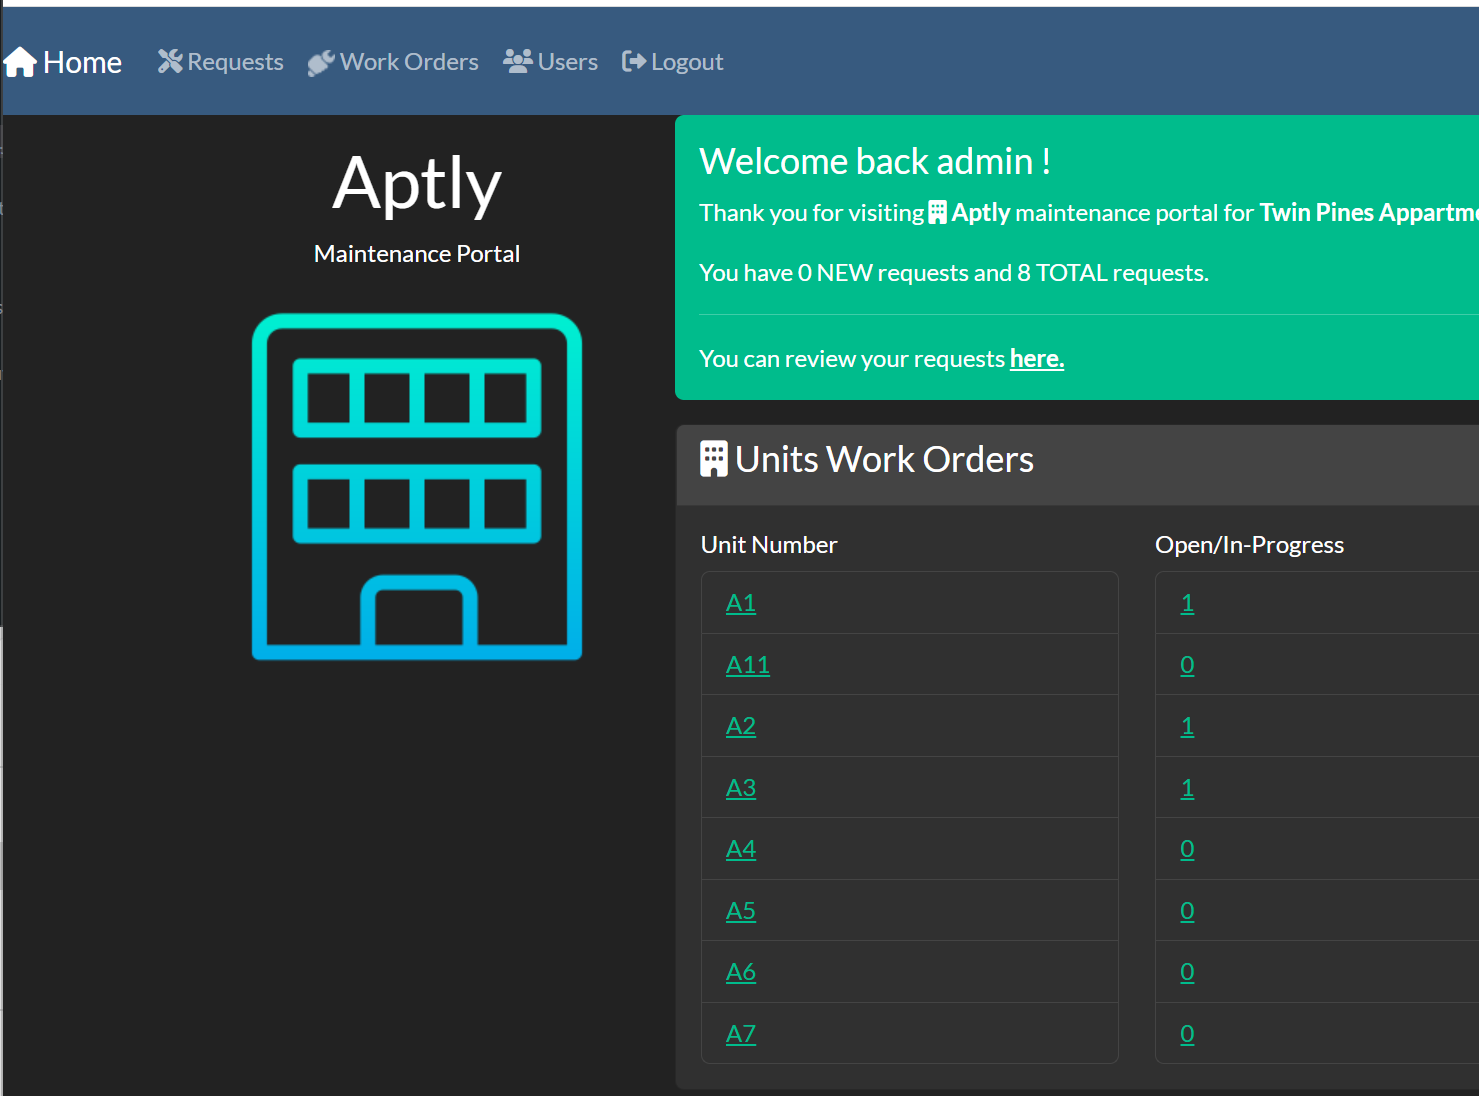 Home Requests Work Orders Users Logout
Aptly
Maintenance Portal
Welcome back admin !
Thank you for visiting Aptly maintenance portal for Twin Pines Appartme
You have 0 NEW requests and 8 TOTAL requests.
You can review your requests here.
Units Work Orders
Unit Number Open/In-Progress
A1 1
A11 0
A2 1
A3 1
A4 0
A5 0
A6 0
A7 0